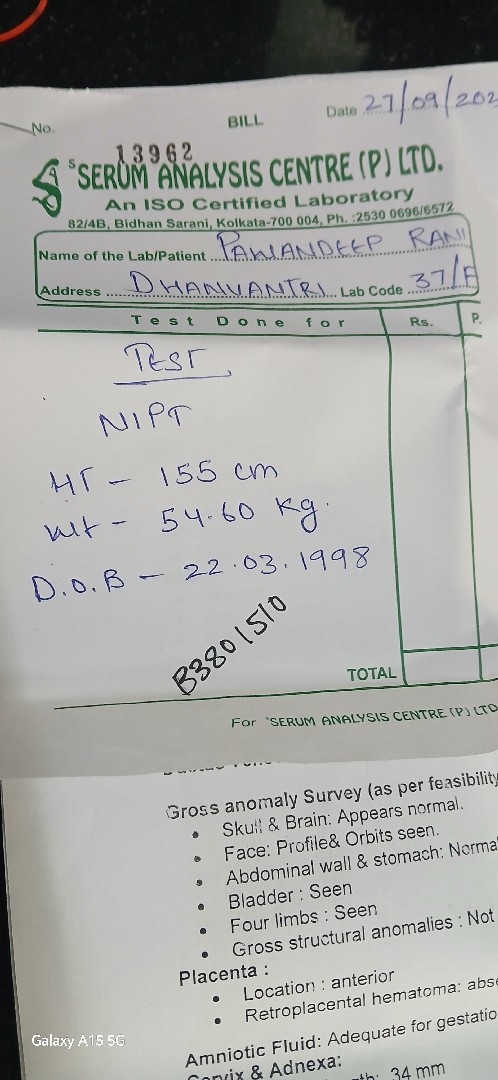 No.
BILL
Date 27/09/202
13962
SERUM ANALYSIS CENTRE (P) LTD.
An ISO Certified Laboratory
82/4B, Bidhan Sarani, Kolkata-700 004, Ph. :2530 0696/6572
Name of the Lab/Patient PAWANDEEP RANI
Address DHANVANTRI Lab Code 37/F
Test Done for Rs. P.
TEST
NIPT
HT - 155 cm
Wt - 54.60 kg.
D.O.B - 22.03.1998
B3801510
TOTAL
For 'SERUM ANALYSIS CENTRE (P) LTD
Gross anomaly Survey (as per feasibility
• Skull & Brain: Appears normal.
• Face: Profile& Orbits seen.
• Abdominal wall & stomach: Norma
• Bladder : Seen
• Four limbs : Seen
• Gross structural anomalies : Not
Placenta :
• Location : anterior
• Retroplacental hematoma: abse
Amniotic Fluid: Adequate for gestatio
Cervix & Adnexa:
34 mm
Galaxy A15 5G